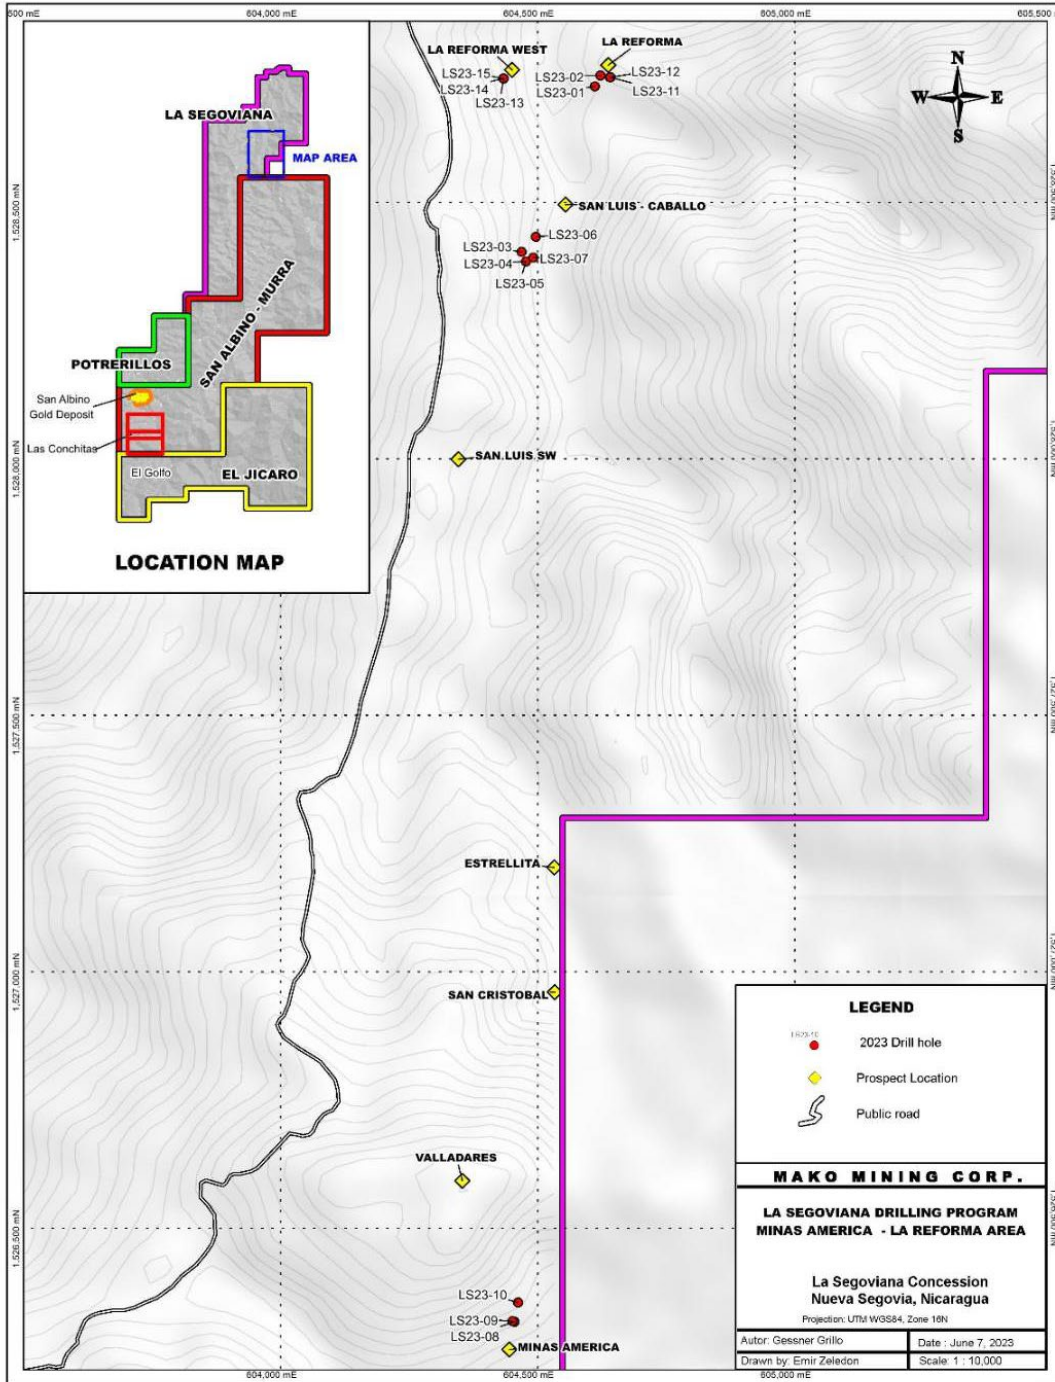 500 mE
604,000 mE
604,500 mE
605,000 mE
605,500
LA REFORMA WEST
LA REFORMA
LS23-15
LS23-14
LS23-13
LS23-02
LS23-01
LS23-12
LS23-11
N
W
E
S
LA SEGOVIANA
MAP AREA
SAN ALBINO - MURRA
POTRERILLOS
San Albino
Gold Deposit
Las Conchitas
El Golfo
EL JICARO
LOCATION MAP
1.528,500 mN
1.528,000 mN
1.527,500 mN
1.527,000 mN
1.526,500 mN
SAN LUIS - CABALLO
LS23-06
LS23-03
LS23-04
LS23-07
LS23-05
SAN LUIS SW
ESTRELLITA
SAN CRISTOBAL
VALLADARES
LS23-10
LS23-09
LS23-08
MINAS AMERICA
LEGEND
LS23-10
2023 Drill hole
Prospect Location
Public road
MAKO MINING CORP.
LA SEGOVIANA DRILLING PROGRAM
MINAS AMERICA - LA REFORMA AREA
La Segoviana Concession
Nueva Segovia, Nicaragua
Projection: UTM WGS84, Zone 16N
Autor: Gessner Grillo
Date : June 7, 2023
Drawn by: Emir Zeledon
Scale: 1 : 10,000
604,000 mE
604,500 mE
605,000 mE